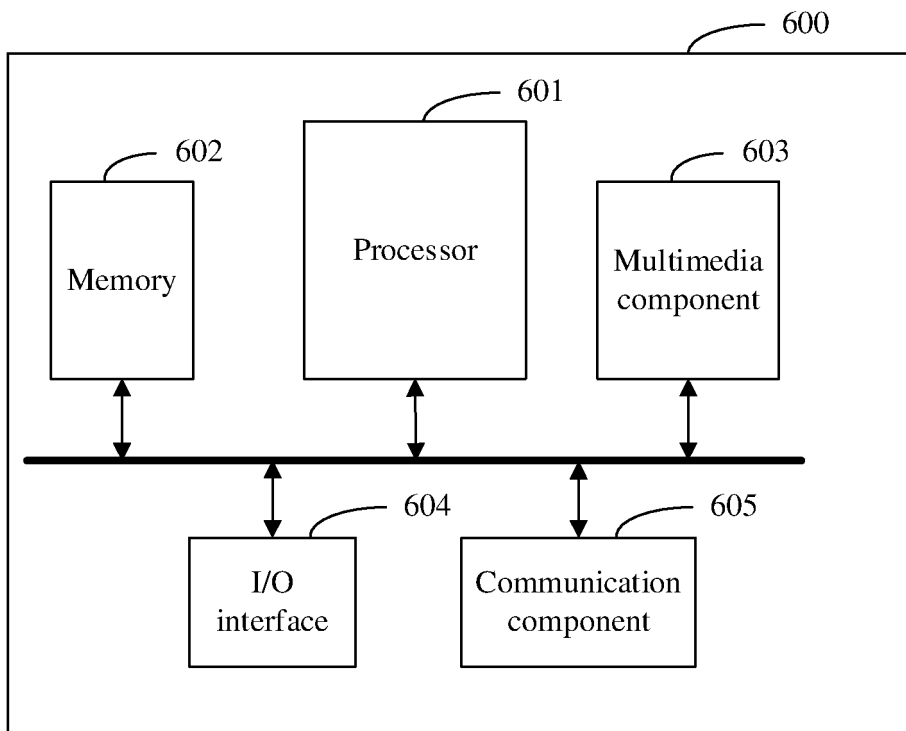 600
601
602
603
Processor
Memory
Multimedia
component
604
605
I/O
interface
Communication
component